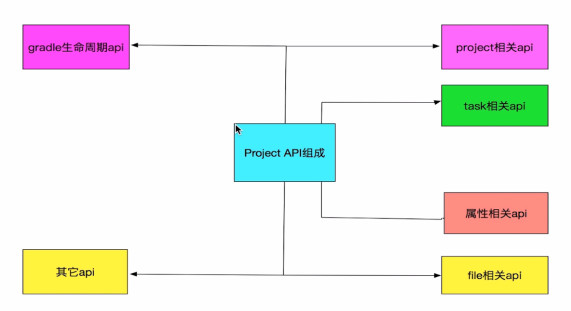 gradle生命周期api
project相关api
task相关api
Project API组成
属性相关api
其它api
file相关api